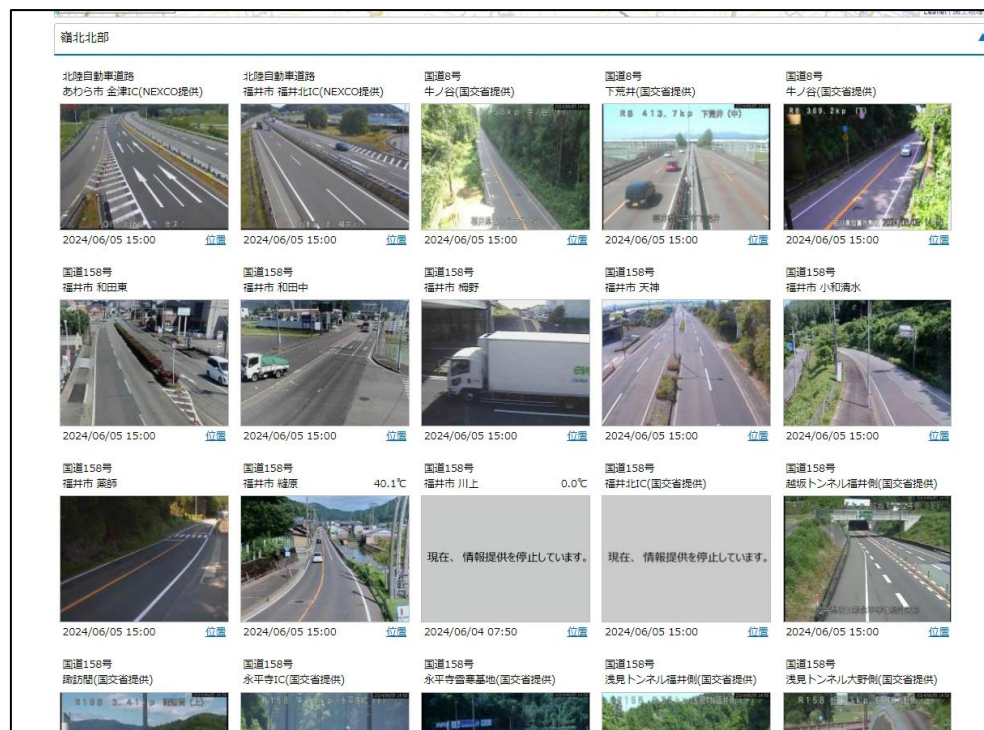 嶺北北部
北陸自動車道路
あわら市 金津IC(NEXCO提供)
2024/06/05 15:00 位置
北陸自動車道路
福井市 福井北IC(NEXCO提供)
2024/06/05 15:00 位置
国道8号
牛ノ谷(国交省提供)
2024/06/05 15:00 位置
国道8号
下荒井(国交省提供)
R8 413.7kp 下荒井(中)
2024/06/05 15:00 位置
国道8号
牛ノ谷(国交省提供)
R8 369.2kp
2024/06/05 15:00 位置
国道158号
福井市 和田東
2024/06/05 15:00 位置
国道158号
福井市 和田中
2024/06/05 15:00 位置
国道158号
福井市 梅野
2024/06/05 15:00 位置
国道158号
福井市 天神
2024/06/05 15:00 位置
国道158号
福井市 小和清水
2024/06/05 15:00 位置
国道158号
福井市 薬師
2024/06/05 15:00 位置
国道158号
福井市 縫原 40.1℃
2024/06/05 15:00 位置
国道158号
福井市 川上 0.0℃
現在、情報提供を停止しています。
2024/06/04 07:50 位置
国道158号
福井北IC(国交省提供)
現在、情報提供を停止しています。
2024/06/05 15:00 位置
国道158号
越坂トンネル福井側(国交省提供)
2024/06/05 15:00 位置
国道158号
諏訪間(国交省提供)
R158 3.41
国道158号
永平寺IC(国交省提供)
国道158号
永平寺霊寒墓地(国交省提供)
国道158号
浅見トンネル福井側(国交省提供)
国道158号
浅見トンネル大野側(国交省提供)